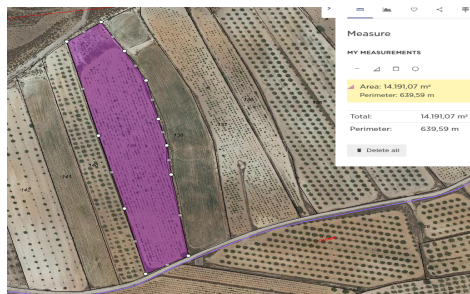 Measure
MY MEASUREMENTS
Area: 14.191,07 m²
Perimeter: 639,59 m
Total: 14.191,07 m²
Perimeter: 639,59 m
Delete all
141